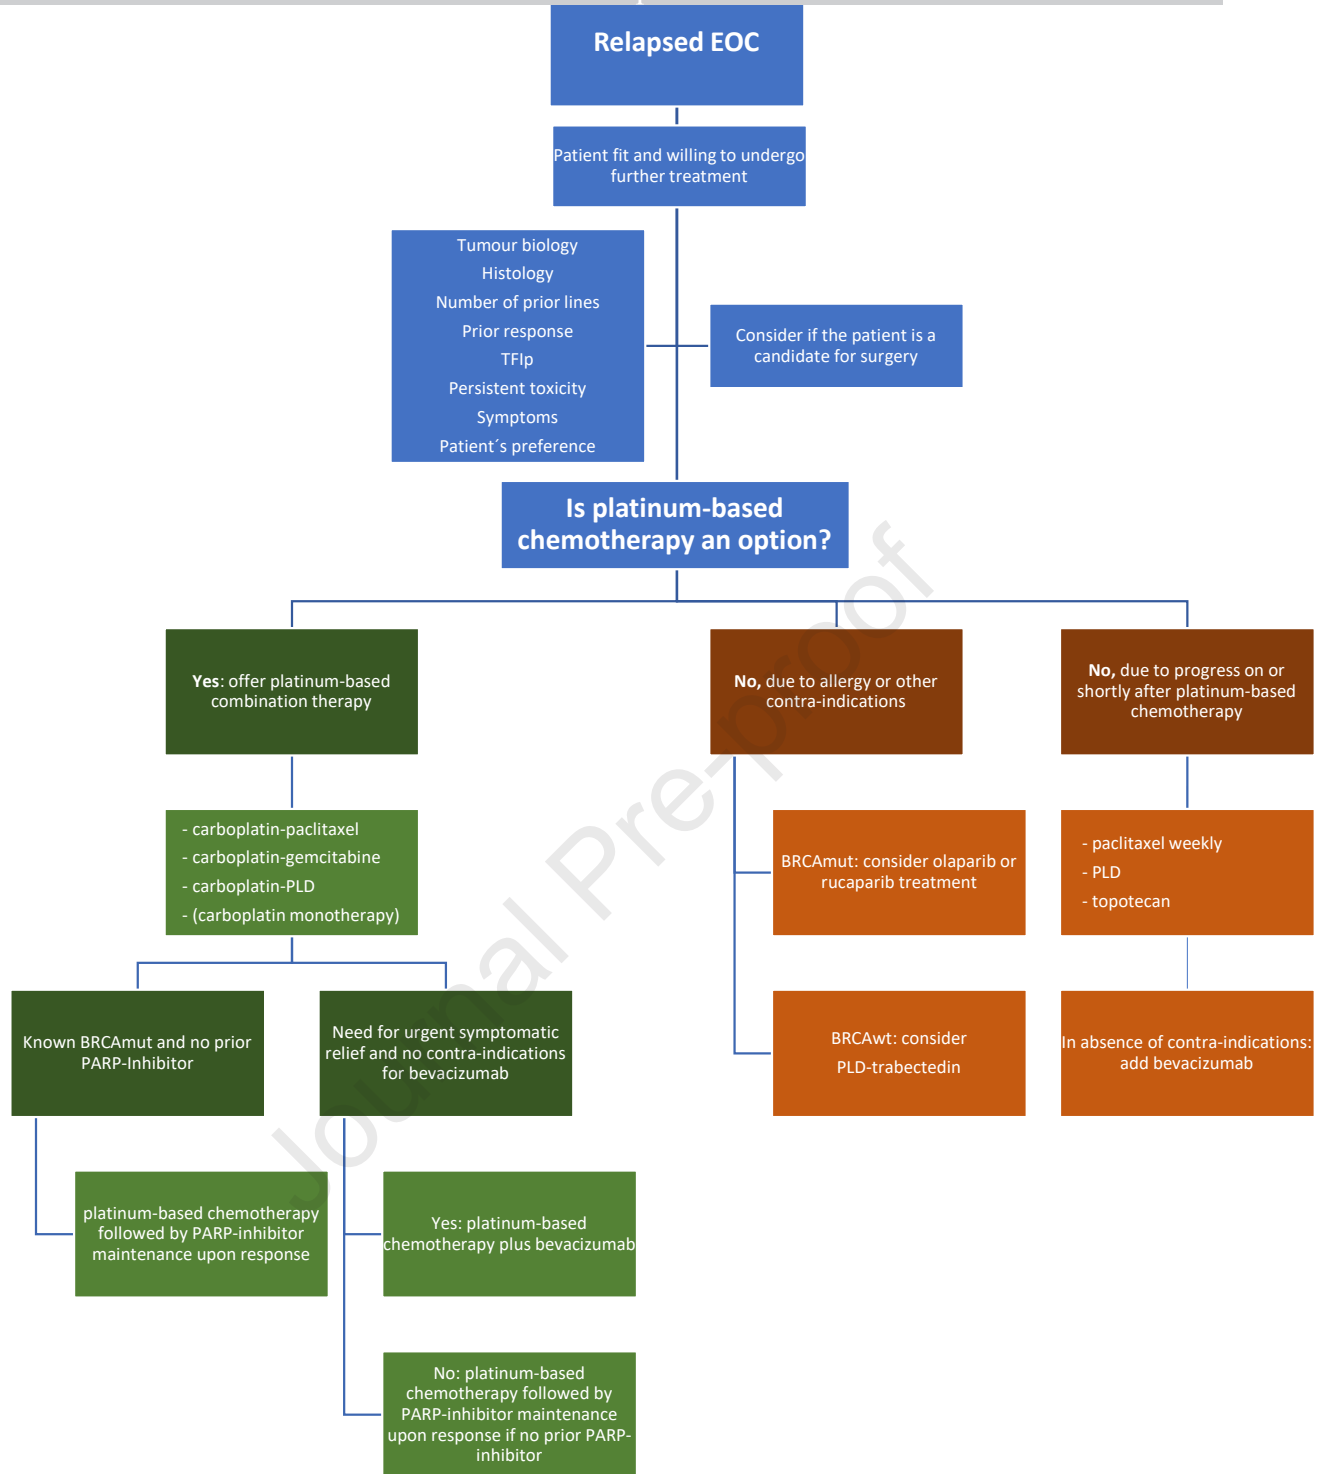 Relapsed EOC
Patient fit and willing to undergo
further treatment
Tumour biology
Histology
Number of prior lines
Prior response
TFIp
Persistent toxicity
Symptoms
Patient´s preference
Consider if the patient is a
candidate for surgery
Is platinum-based
chemotherapy an option?
Yes: offer platinum-based
combination therapy
No, due to allergy or other
contra-indications
No, due to progress on or
shortly after platinum-based
chemotherapy
- carboplatin-paclitaxel
- carboplatin-gemcitabine
- carboplatin-PLD
- (carboplatin monotherapy)
BRCAmut: consider olaparib or
rucaparib treatment
- paclitaxel weekly
- PLD
- topotecan
Known BRCAmut and no prior
PARP-Inhibitor
Need for urgent symptomatic
relief and no contra-indications
for bevacizumab
BRCAwt: consider
PLD-trabectedin
In absence of contra-indications:
add bevacizumab
platinum-based chemotherapy
followed by PARP-inhibitor
maintenance upon response
Yes: platinum-based
chemotherapy plus bevacizumab
No: platinum-based
chemotherapy followed by
PARP-inhibitor maintenance
upon response if no prior PARP-
inhibitor
Journal Pre-proof